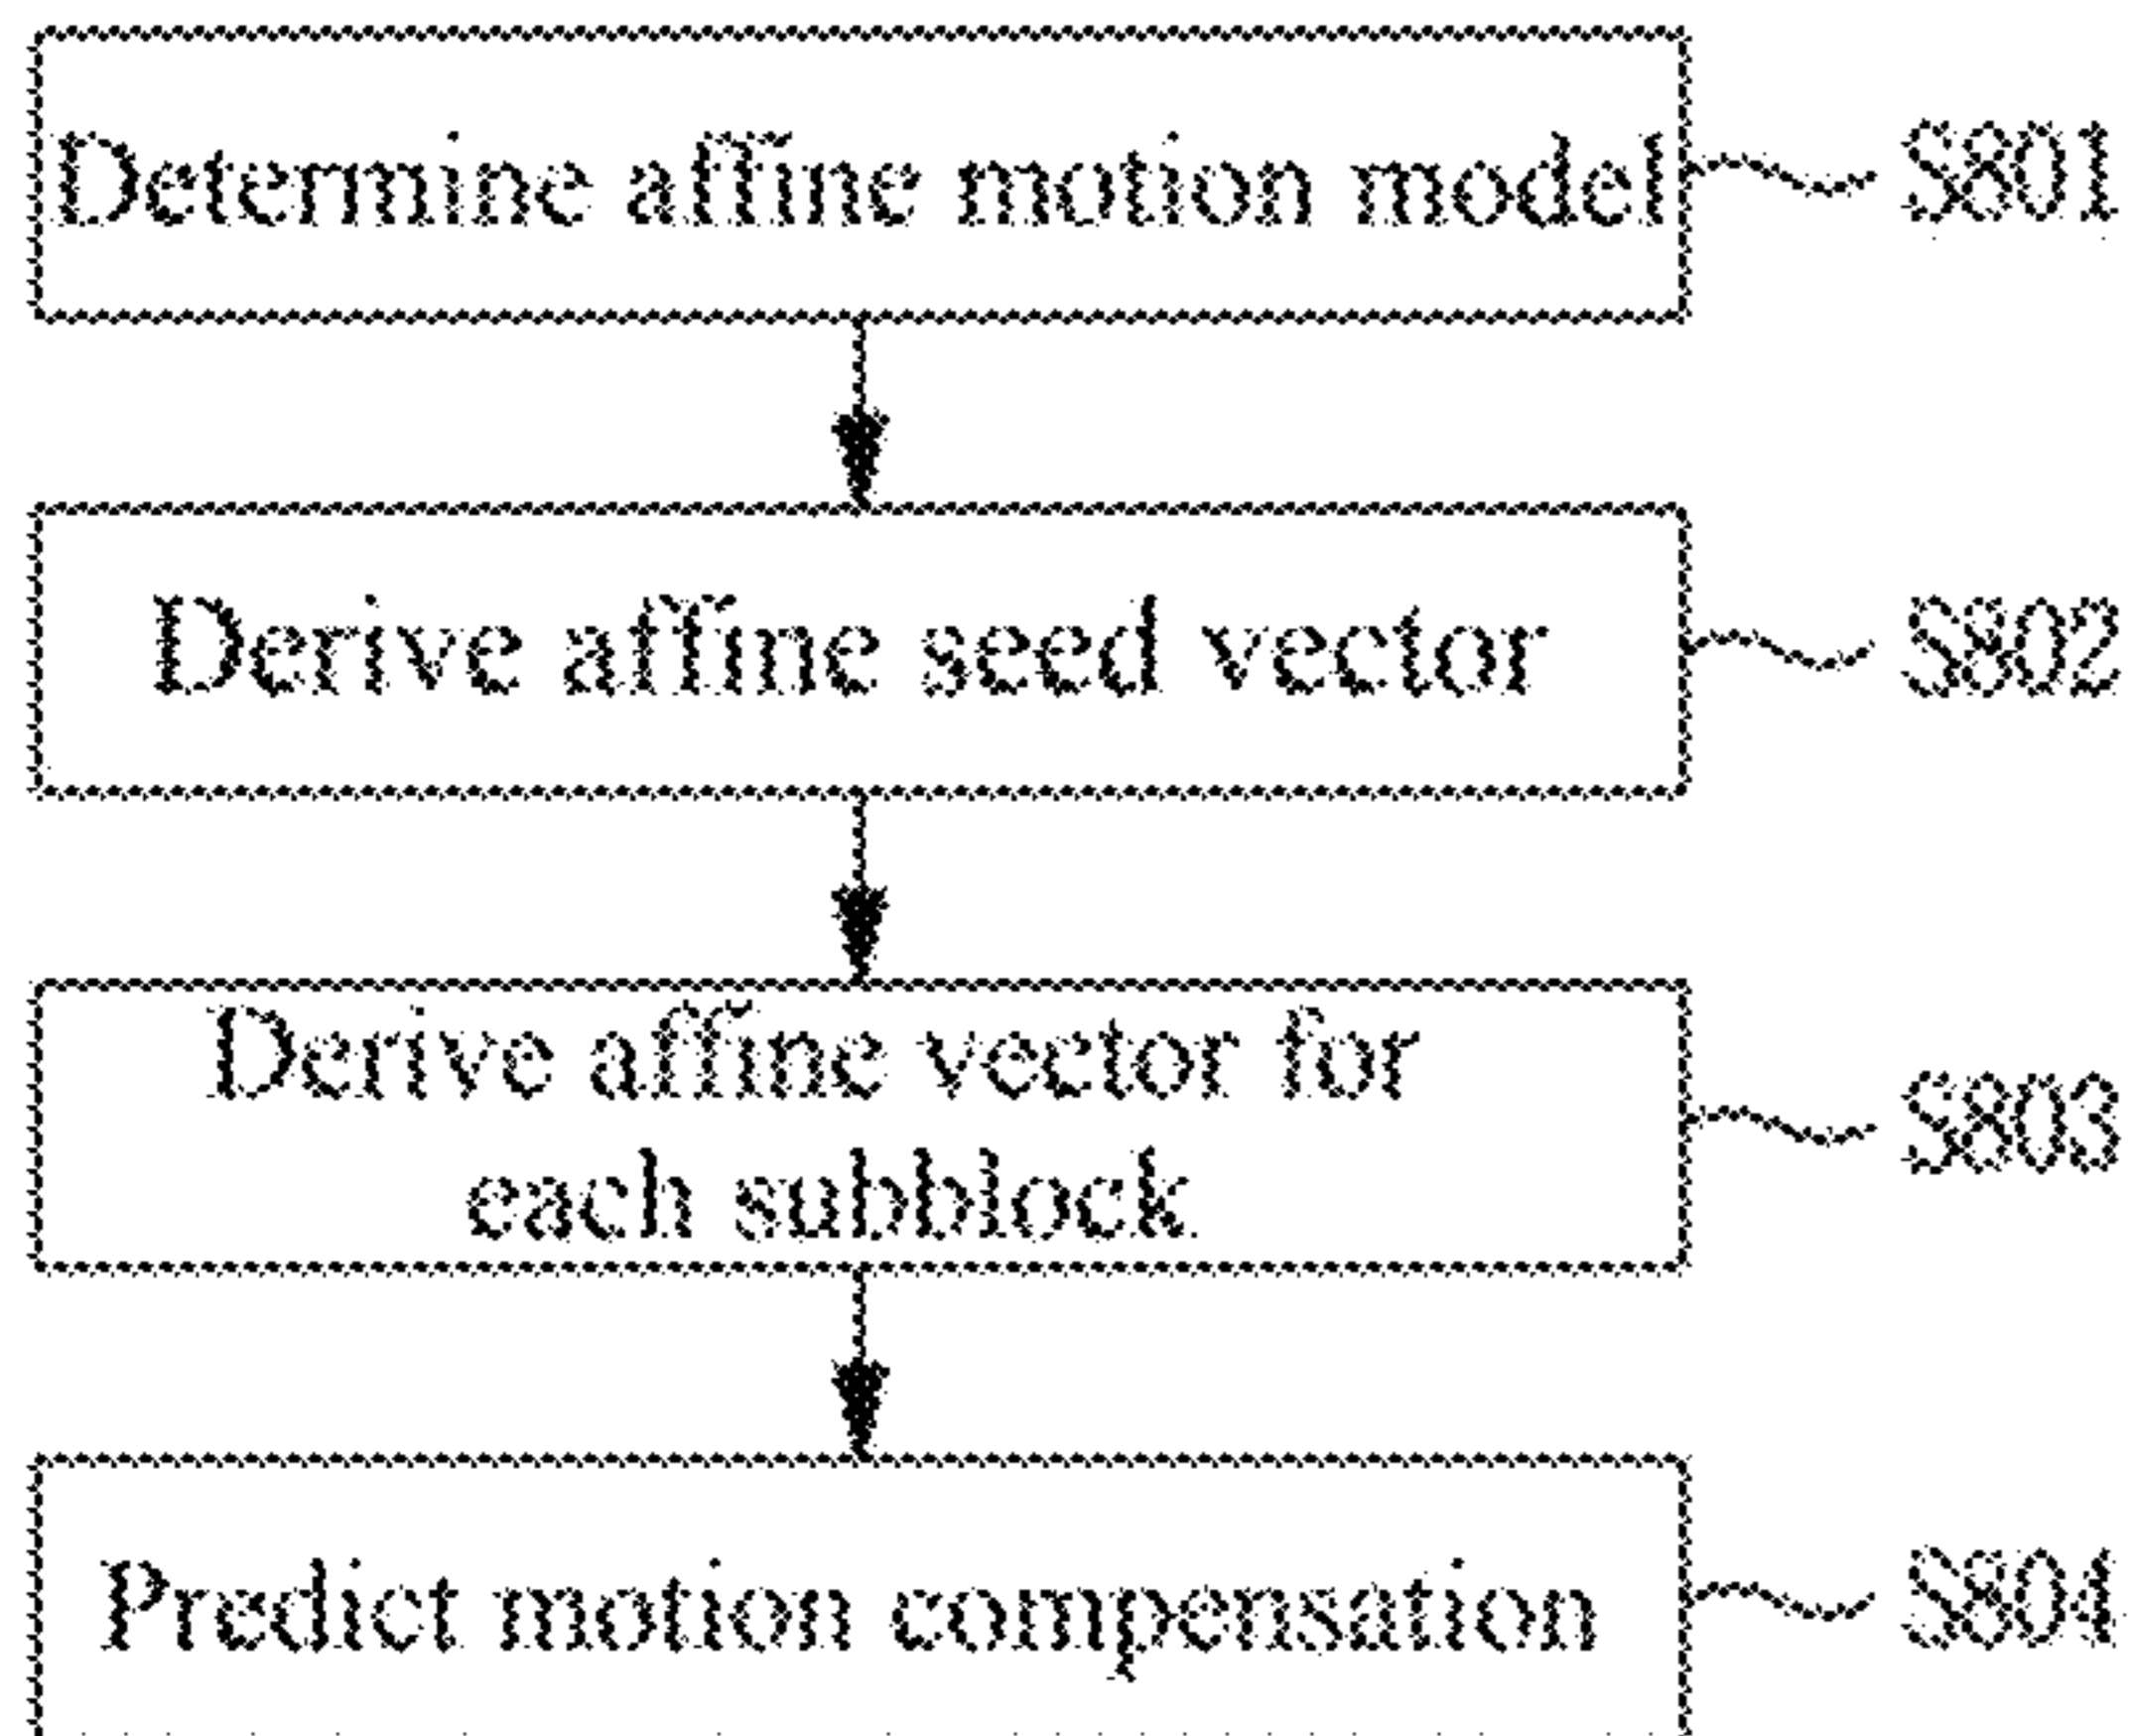 Determine affine motion model
S801
Derive affine seed vector
S802
Derive affine vector for
each subblock
S803
Predict motion compensation
S804